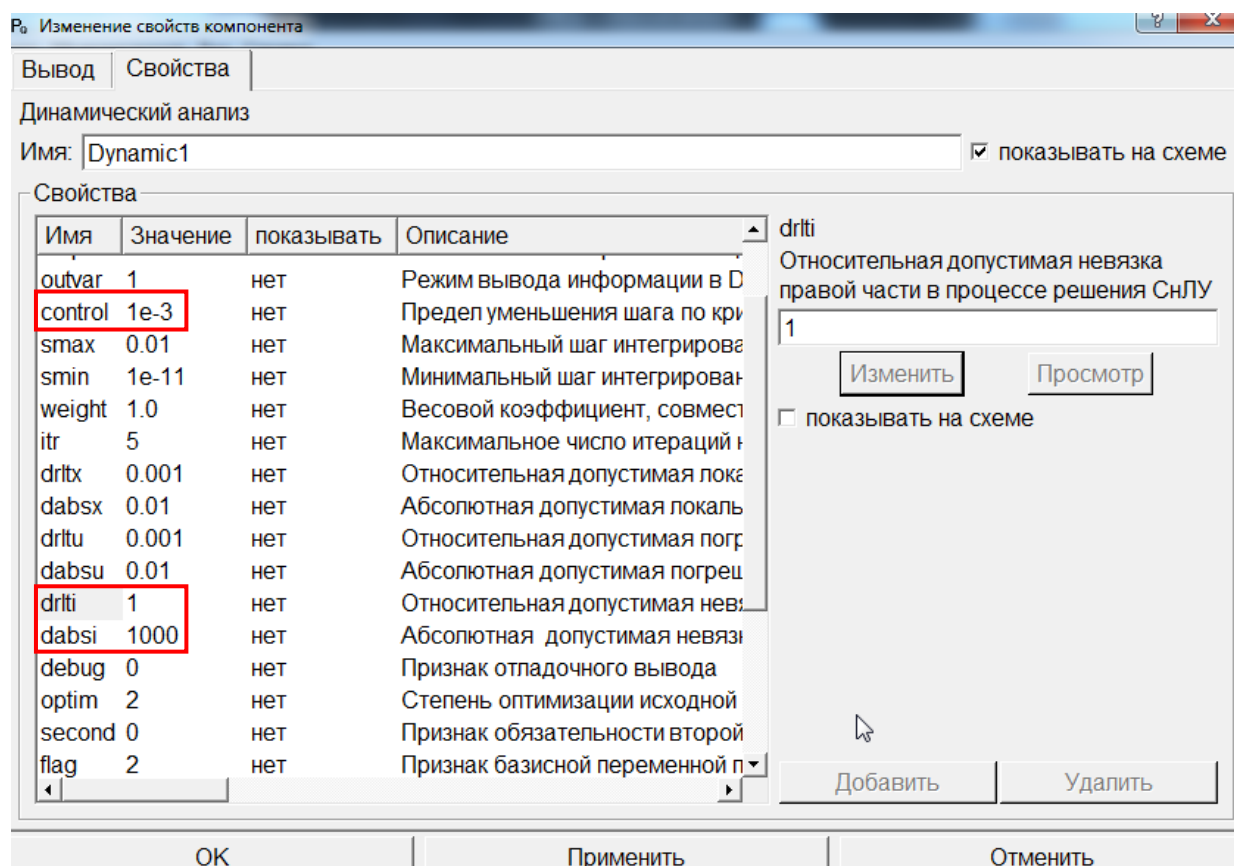 Изменение свойств компонента
? X
Вывод Свойства
Динамический анализ
Имя: Dynamic1 показывать на схеме
Свойства
Имя Значение показывать Описание
outvar 1 нет Режим вывода информации в D
control 1e-3 нет Предел уменьшения шага по кри
smax 0.01 нет Максимальный шаг интегрирова
smin 1e-11 нет Минимальный шаг интегрирован
weight 1.0 нет Весовой коэффициент, совмест
itr 5 нет Максимальное число итераций н
drltx 0.001 нет Относительная допустимая лока
dabsx 0.01 нет Абсолютная допустимая локаль
drltu 0.001 нет Относительная допустимая погр
dabsu 0.01 нет Абсолютная допустимая погреш
drlti 1 нет Относительная допустимая невя
dabsi 1000 нет Абсолютная допустимая невязк
debug 0 нет Признак отладочного вывода
optim 2 нет Степень оптимизации исходной
second 0 нет Признак обязательности второй
flag 2 нет Признак базисной переменной п
drlti
Относительная допустимая невязка
правой части в процессе решения СнЛУ
1
Изменить Просмотр
показывать на схеме
Добавить Удалить
OK Применить Отменить